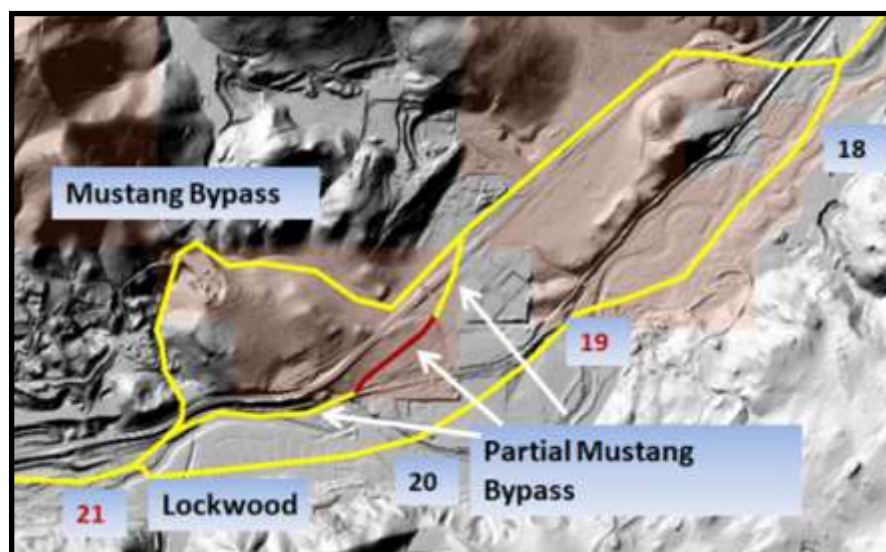 18
Mustang Bypass
19
Partial Mustang
Bypass
20
21
Lockwood